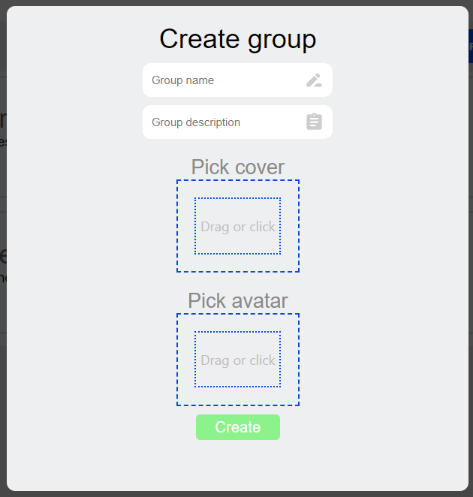 Create group
Group name
Group description
Pick cover
Drag or click
Pick avatar
Drag or click
Create